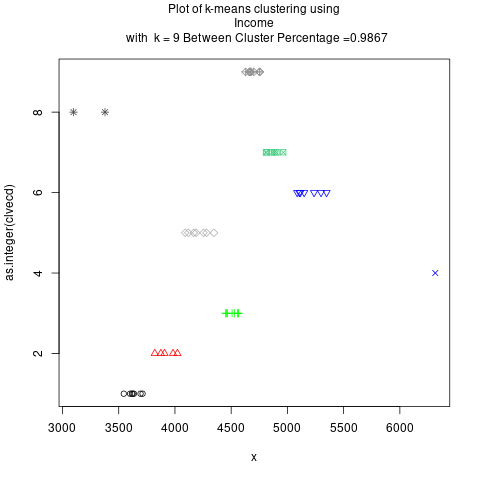 Plot of k-means clustering using
Income
with k = 9 Between Cluster Percentage =0.9867
as.integer(clvecd)
8
6
4
2
3000 3500 4000 4500 5000 5500 6000
x